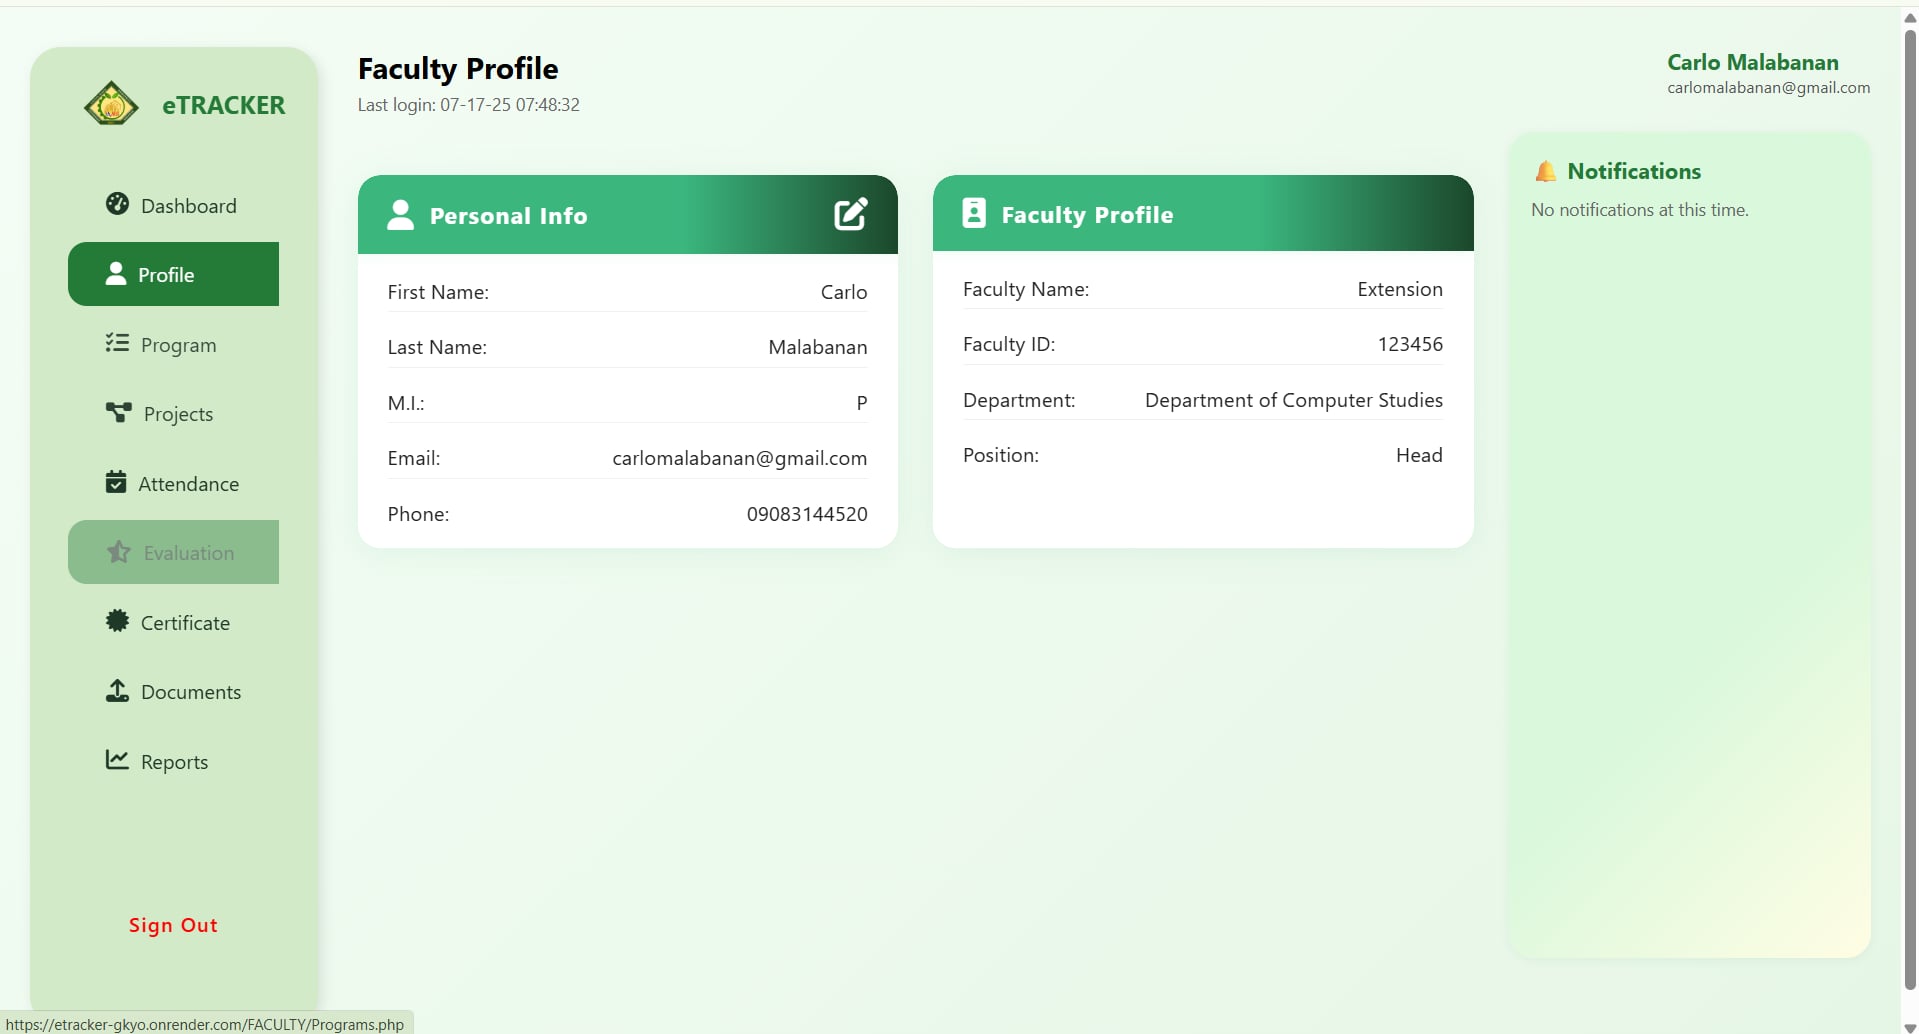 eTRACKER
Dashboard
Profile
Program
Projects
Attendance
Evaluation
Certificate
Documents
Reports
Sign Out
Faculty Profile
Last login: 07-17-25 07:48:32
Personal Info
First Name: Carlo
Last Name: Malabanan
M.I.: P
Email: carlomalabanan@gmail.com
Phone: 09083144520
Faculty Profile
Faculty Name: Extension
Faculty ID: 123456
Department: Department of Computer Studies
Position: Head
Carlo Malabanan
carlomalabanan@gmail.com
Notifications
No notifications at this time.
https://etracker-gkyo.onrender.com/FACULTY/Programs.php